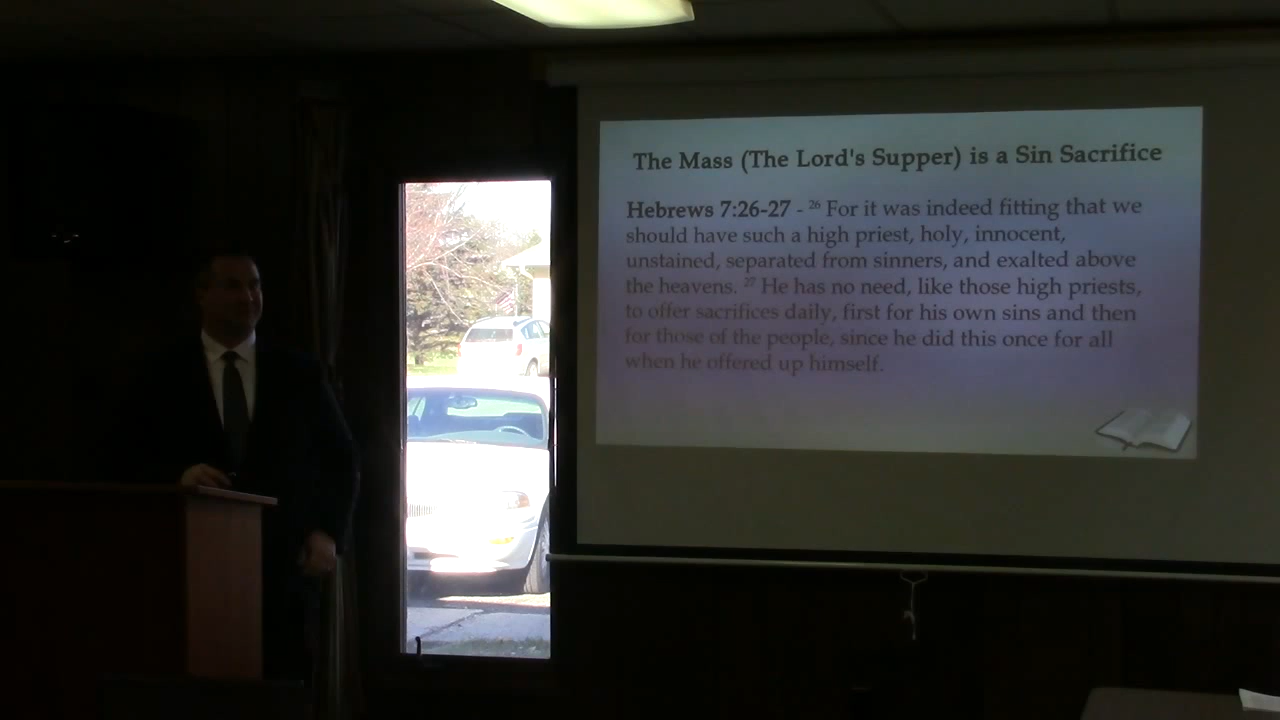 The Mass (The Lord's Supper) is a Sin Sacrifice
Hebrews 7:26-27 - ²⁶ For it was indeed fitting that we
should have such a high priest, holy, innocent,
unstained, separated from sinners, and exalted above
the heavens. ²⁷ He has no need, like those high priests,
to offer sacrifices daily, first for his own sins and then
for those of the people, since he did this once for all
when he offered up himself.